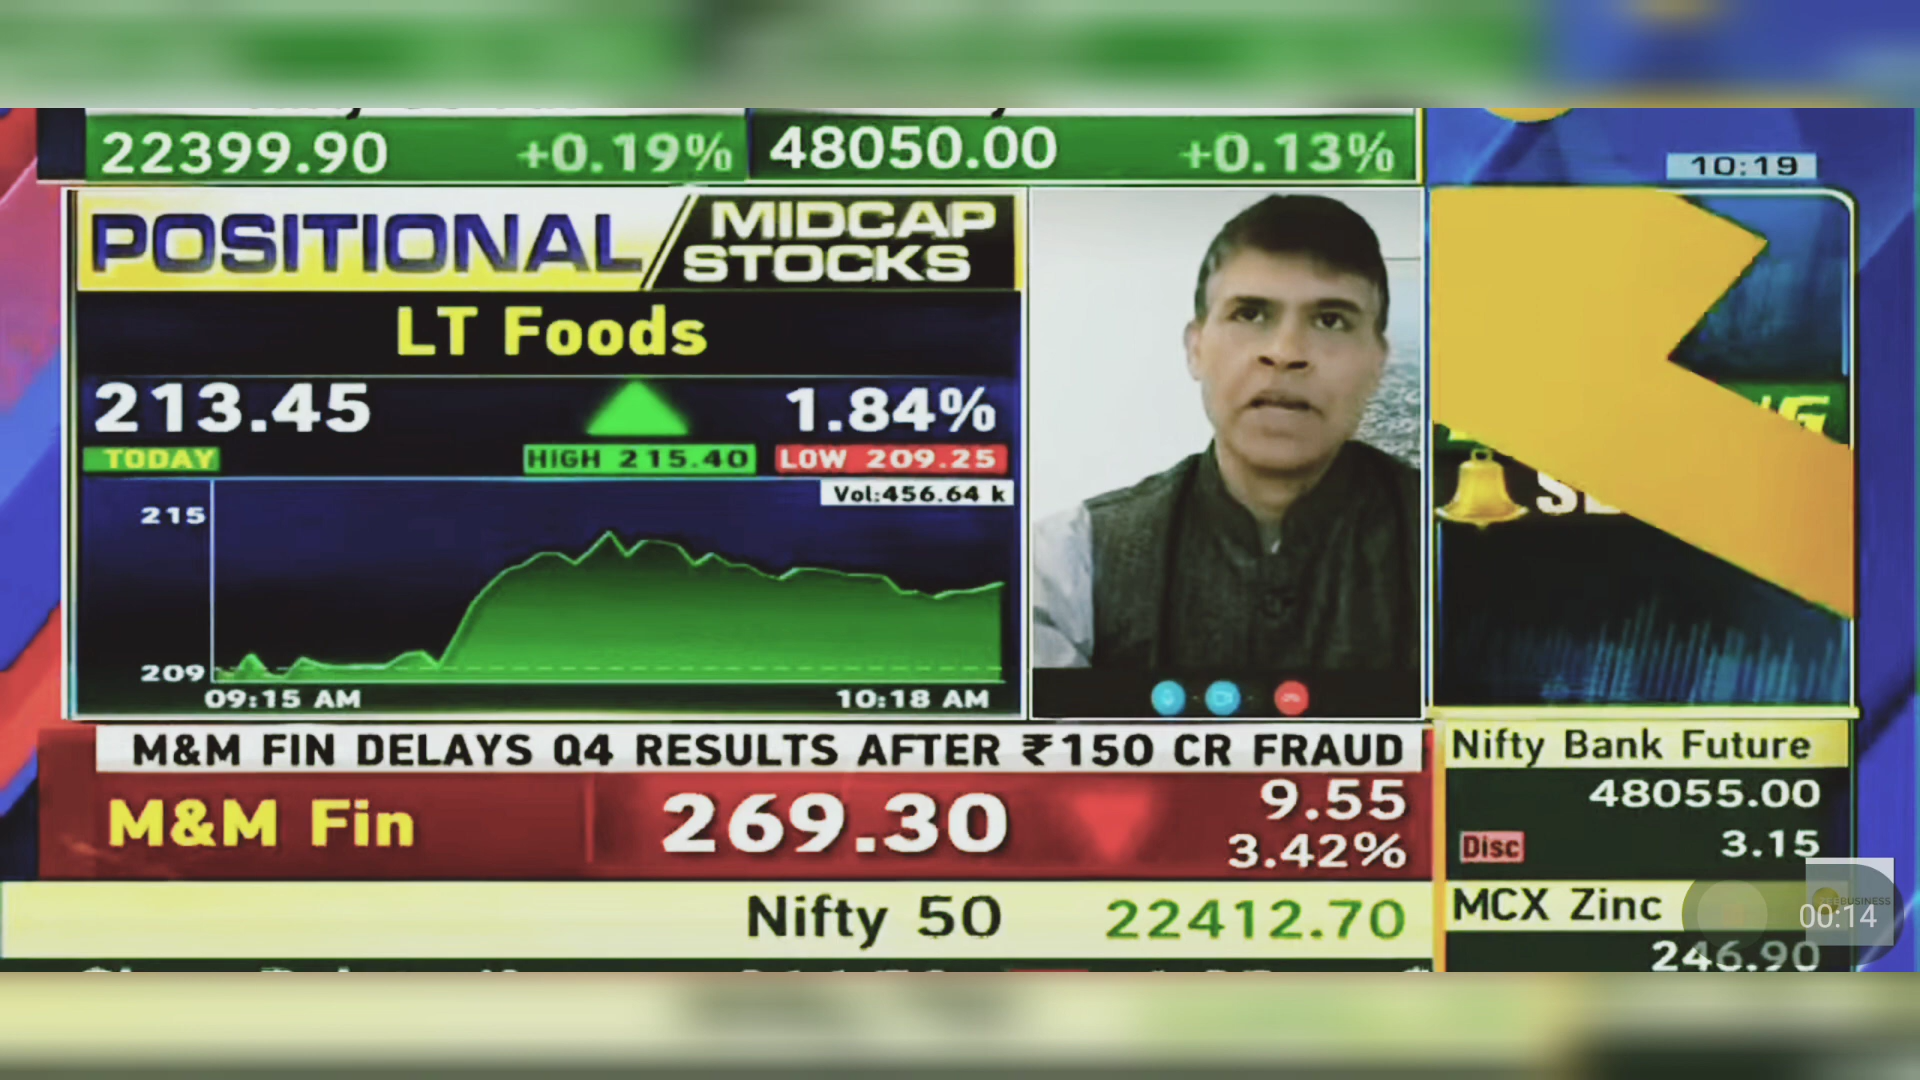 22399.90 +0.19% 48050.00 +0.13%
10:19
POSITIONAL MIDCAP
STOCKS
LT Foods
213.45 1.84%
TODAY HIGH 215.40 LOW 209.25
Vol:456.64 k
215
209
09:15 AM 10:18 AM
M&M FIN DELAYS Q4 RESULTS AFTER ₹150 CR FRAUD
M&M Fin 269.30 9.55
3.42%
Nifty 50 22412.70
Nifty Bank Future
48055.00
Disc 3.15
MCX Zinc
246.90
BUSINESS
00:14